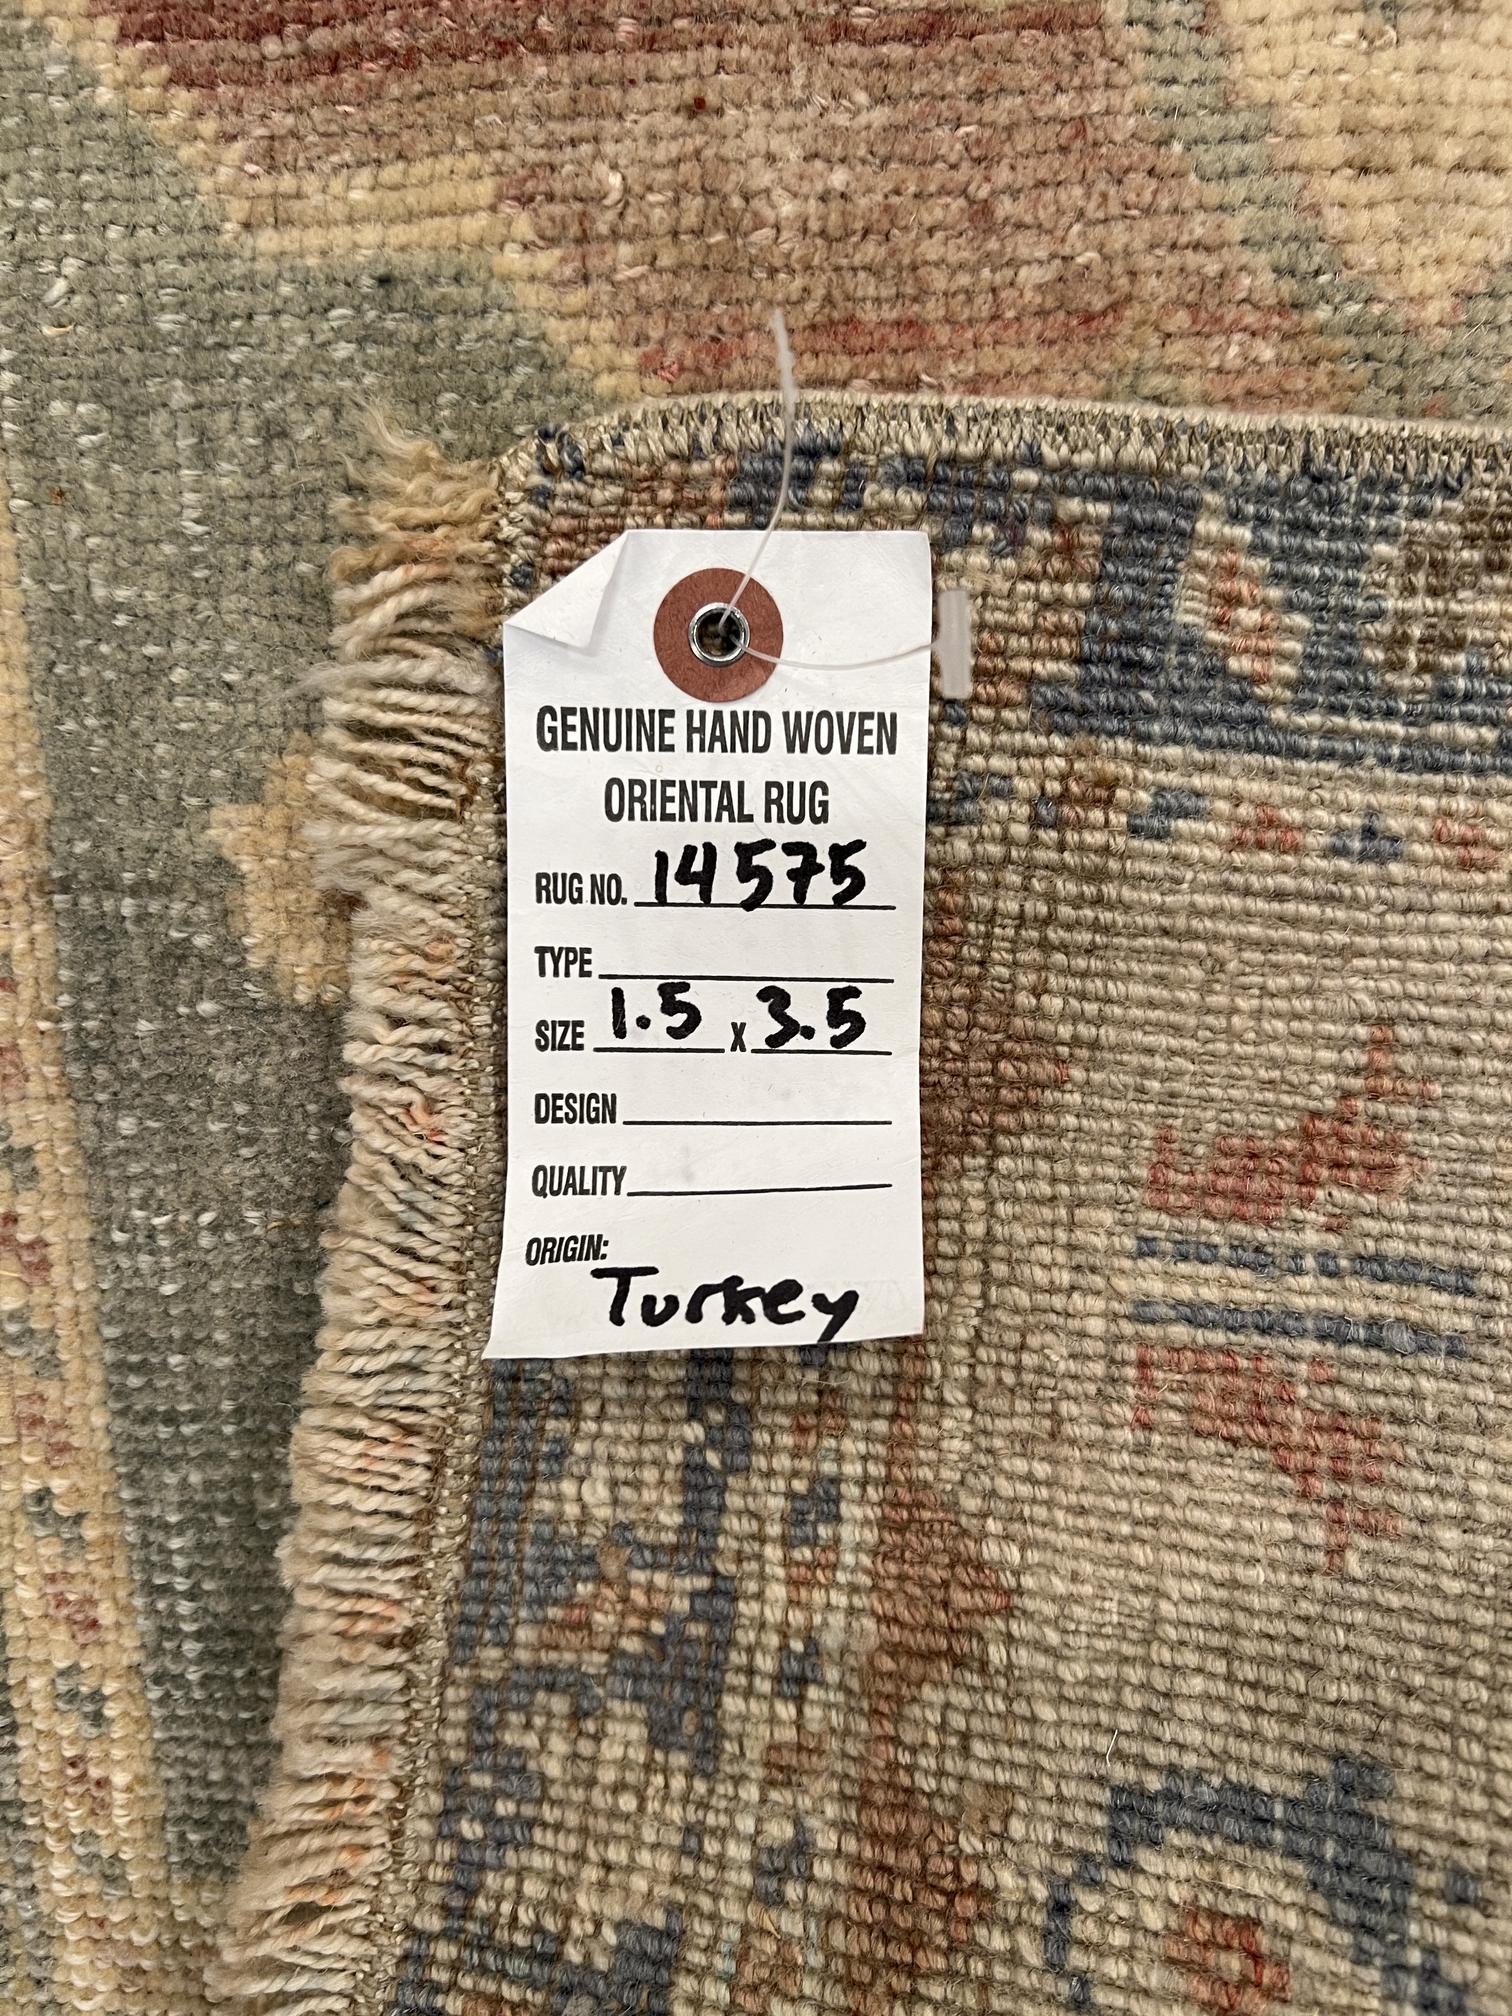 GENUINE HAND WOVEN
ORIENTAL RUG
RUG NO. 14575
TYPE
SIZE 1.5 x 3.5
DESIGN
QUALITY
ORIGIN:
Turkey